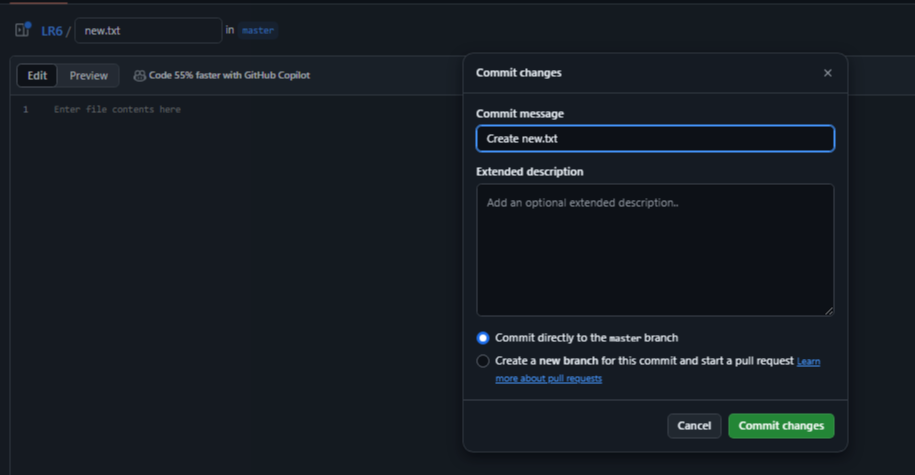 LR6 / new.txt in master
Edit Preview Code 55% faster with GitHub Copilot
1 Enter file contents here
Commit changes
Commit message
Create new.txt
Extended description
Add an optional extended description..
Commit directly to the master branch
Create a new branch for this commit and start a pull request Learn
more about pull requests
Cancel Commit changes